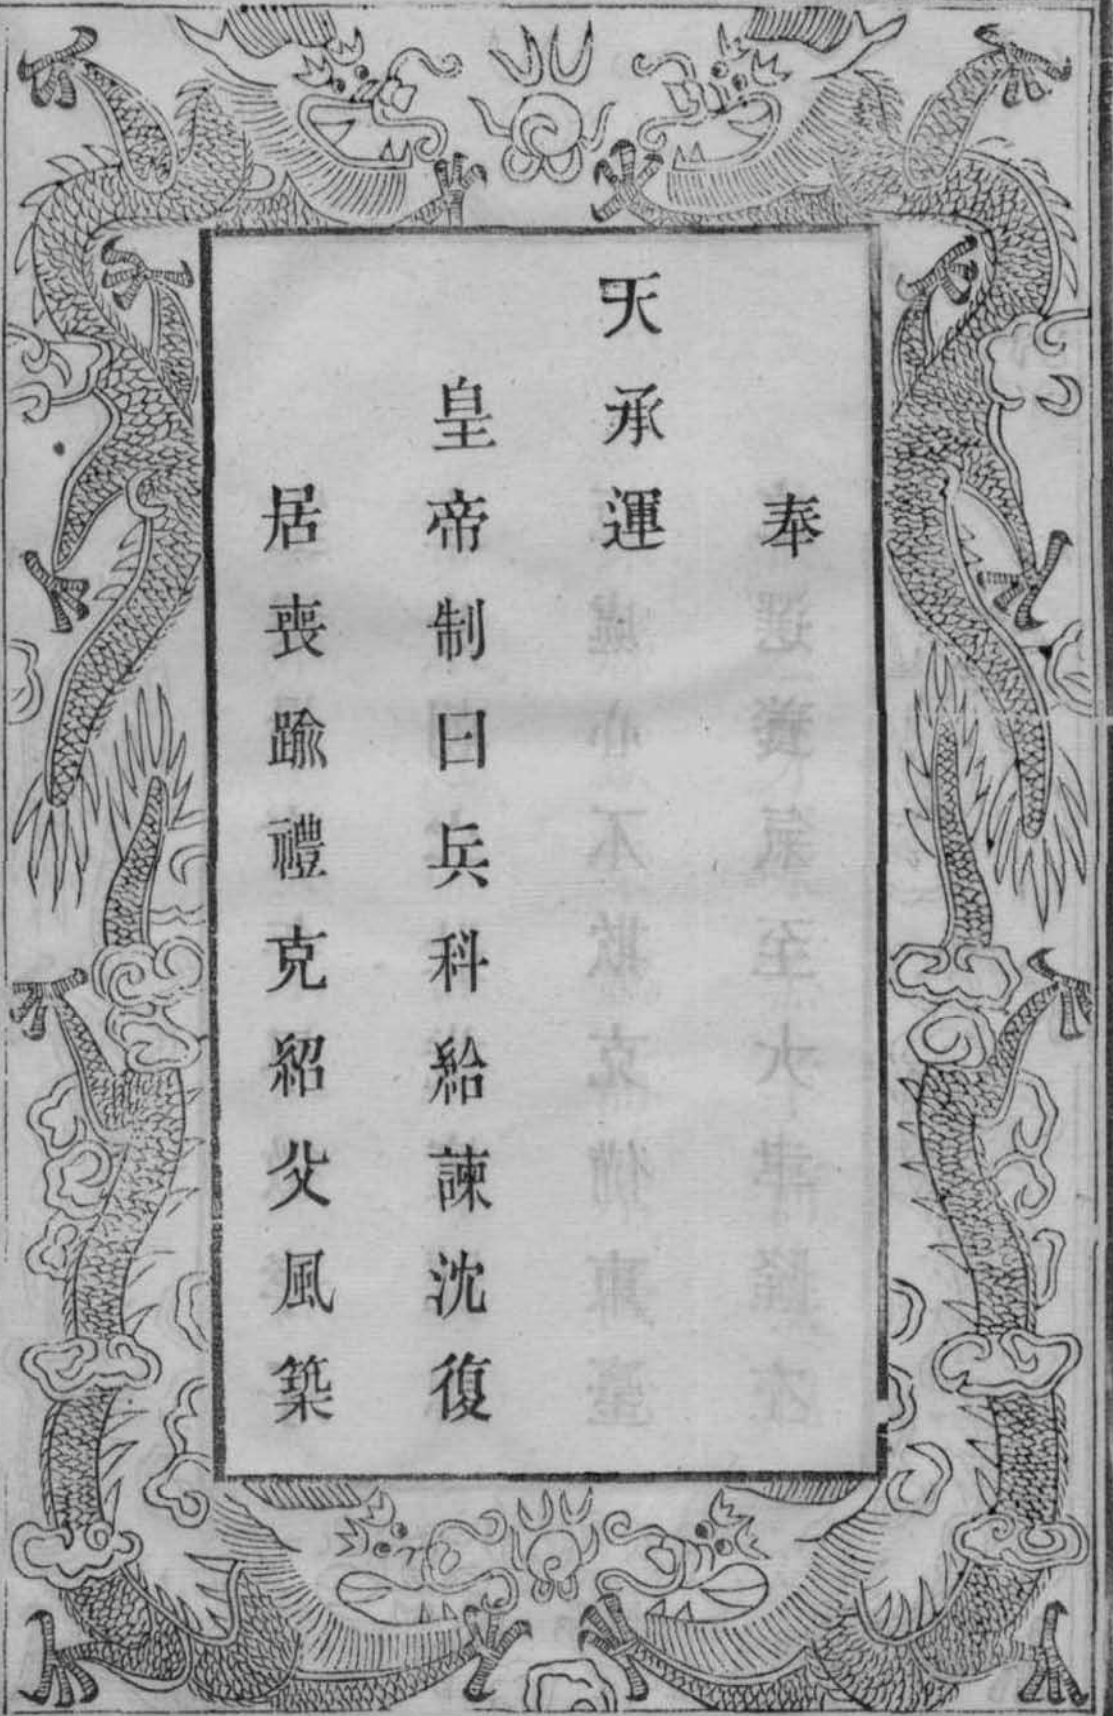 奉
天承運
皇帝制曰兵科給諫沈復
居喪踰禮克紹父風築